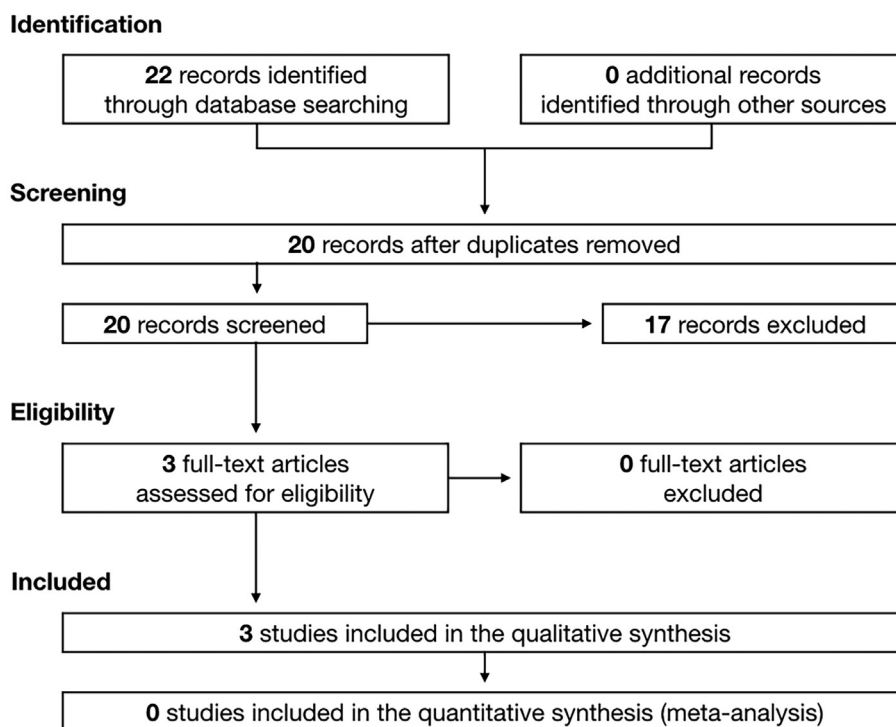 Identification
22 records identified
through database searching
0 additional records
identified through other sources
Screening
20 records after duplicates removed
20 records screened
17 records excluded
Eligibility
3 full-text articles
assessed for eligibility
0 full-text articles
excluded
Included
3 studies included in the qualitative synthesis
0 studies included in the quantitative synthesis (meta-analysis)